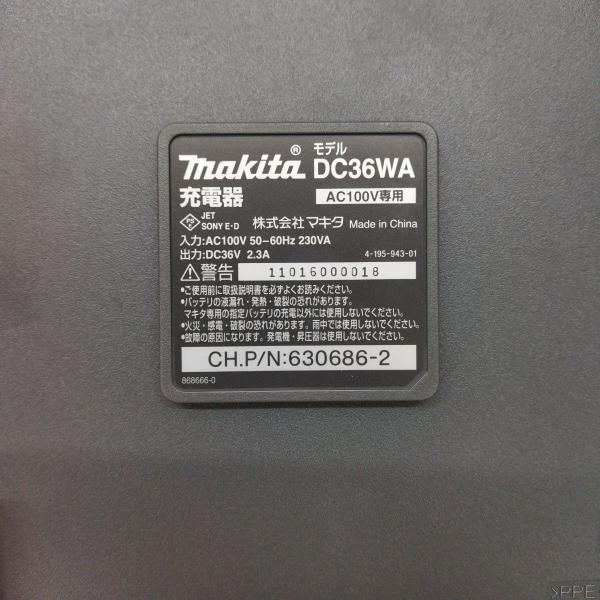 makita® モデル DC36WA
充電器 AC100V専用
PS E JET SONY E·D 株式会社 マキタ Made in China
入力:AC100V 50−60Hz 230VA
出力:DC36V 2.3A 4-195-943-01
⚠警告 11016000018
•ご使用前に取扱説明書を必ずよくお読みください。
•バッテリの液漏れ・発熱・破裂の恐れがあります。
マキタ専用の指定バッテリの充電以外には使用しないでください。
•火災・感電・破裂の恐れがあります。雨中では使用しないでください。
•故障の原因になります。発電機・昇圧器は使用しないでください。
CH.P/N:630686-2
868666-0
PPE